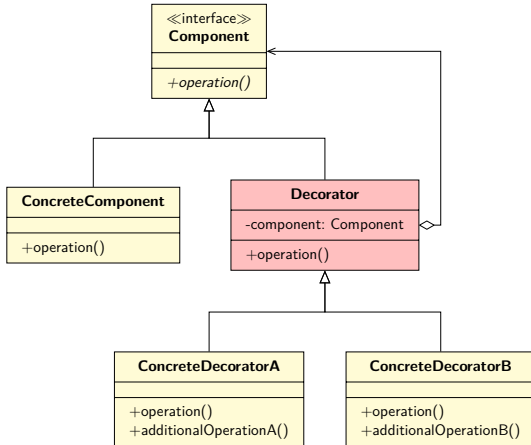 ≪interface≫
Component
+operation()
ConcreteComponent
+operation()
Decorator
-component: Component
+operation()
ConcreteDecoratorA
+operation()
+additionalOperationA()
ConcreteDecoratorB
+operation()
+additionalOperationB()